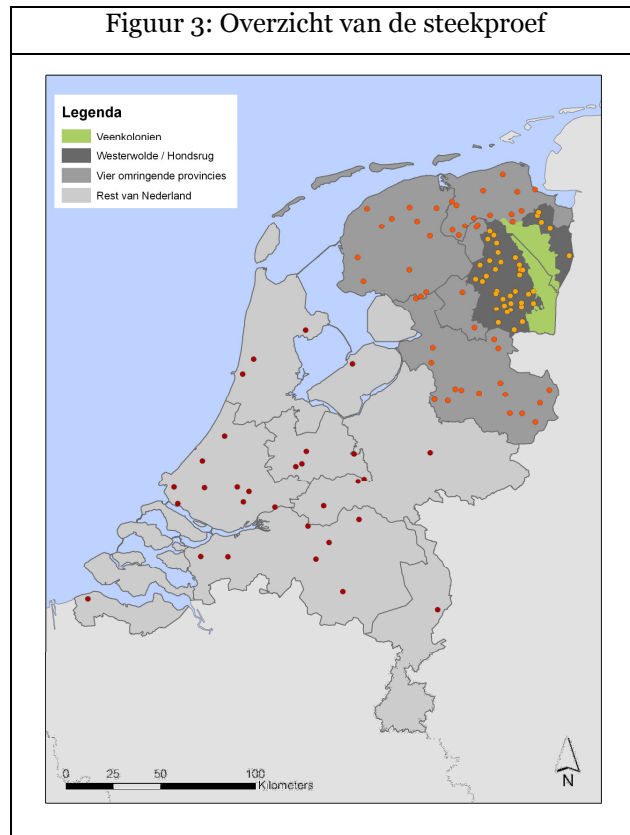 Figuur 3: Overzicht van de steekproef
Legenda
Veenkolonien
Westerwolde / Hondsrug
Vier omringende provincies
Rest van Nederland
0 25 50 100
Kilometers
N